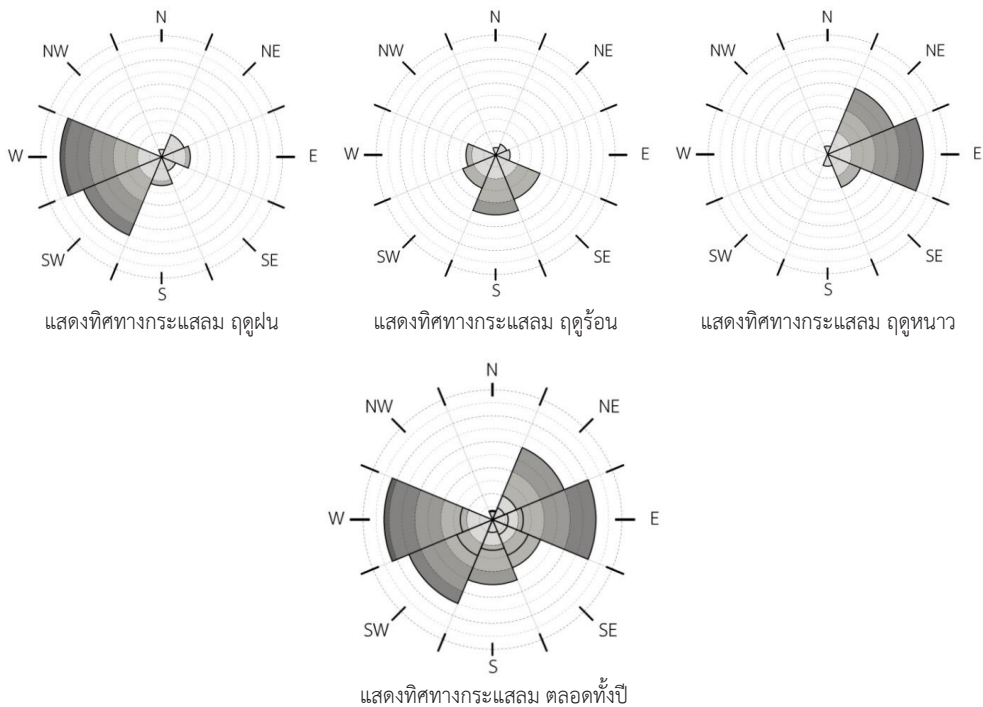 N
NW
NE
W
E
SW
SE
S
แสดงทิศทางกระแสลม ฤดูฝน
N
NW
NE
W
E
SW
SE
S
แสดงทิศทางกระแสลม ฤดูร้อน
N
NW
NE
W
E
SW
SE
S
แสดงทิศทางกระแสลม ฤดูหนาว
N
NW
NE
W
E
SW
SE
S
แสดงทิศทางกระแสลม ตลอดทั้งปี